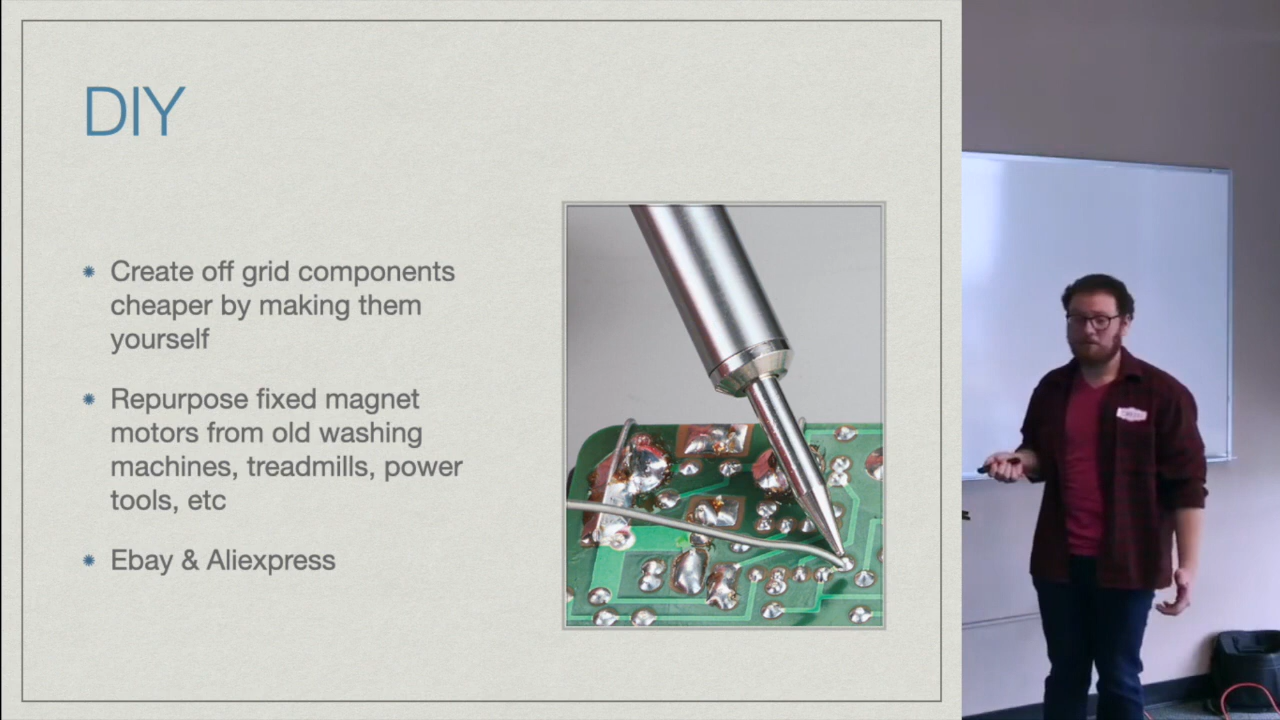 DIY
Create off grid components
cheaper by making them
yourself
Repurpose fixed magnet
motors from old washing
machines, treadmills, power
tools, etc
Ebay & Aliexpress